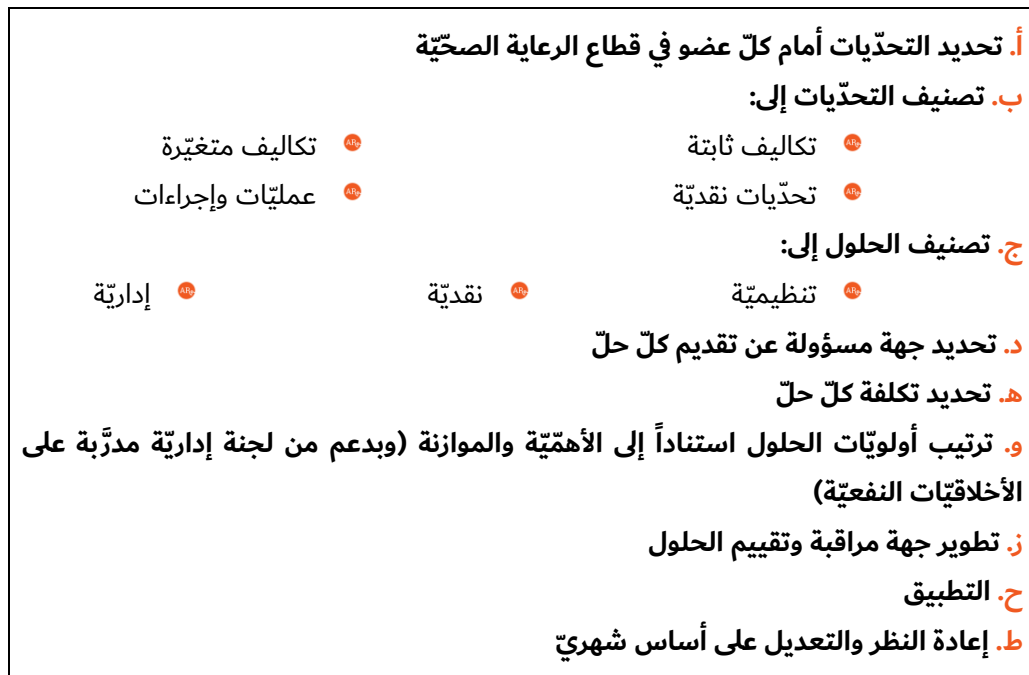 أ. تحديد التحدّيات أمام كلّ عضو في قطاع الرعاية الصحّيّة
ب. تصنيف التحدّيات إلى:
تكاليف ثابتة تكاليف متغيّرة
تحدّيات نقديّة عمليّات وإجراءات
ج. تصنيف الحلول إلى:
تنظيميّة نقديّة إداريّة
د. تحديد جهة مسؤولة عن تقديم كلّ حلّ
هـ. تحديد تكلفة كلّ حلّ
و. ترتيب أولويّات الحلول استناداً إلى الأهمّيّة والموازنة (وبدعم من لجنة إداريّة مدرَّبة على
الأخلاقيّات النفعيّة)
ز. تطوير جهة مراقبة وتقييم الحلول
ح. التطبيق
ط. إعادة النظر والتعديل على أساس شهريّ